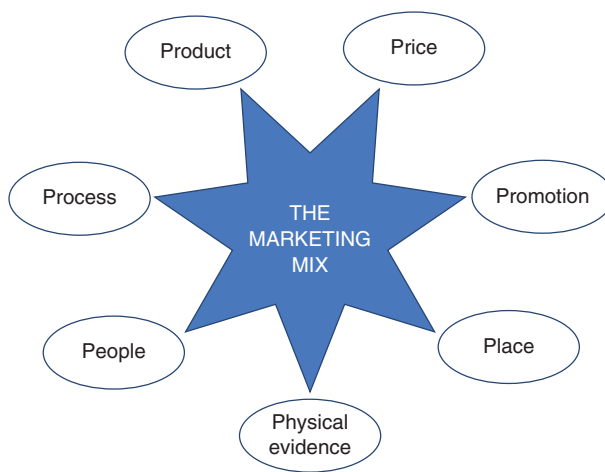 Product
Price
Process
Promotion
THE
MARKETING
MIX
People
Place
Physical
evidence